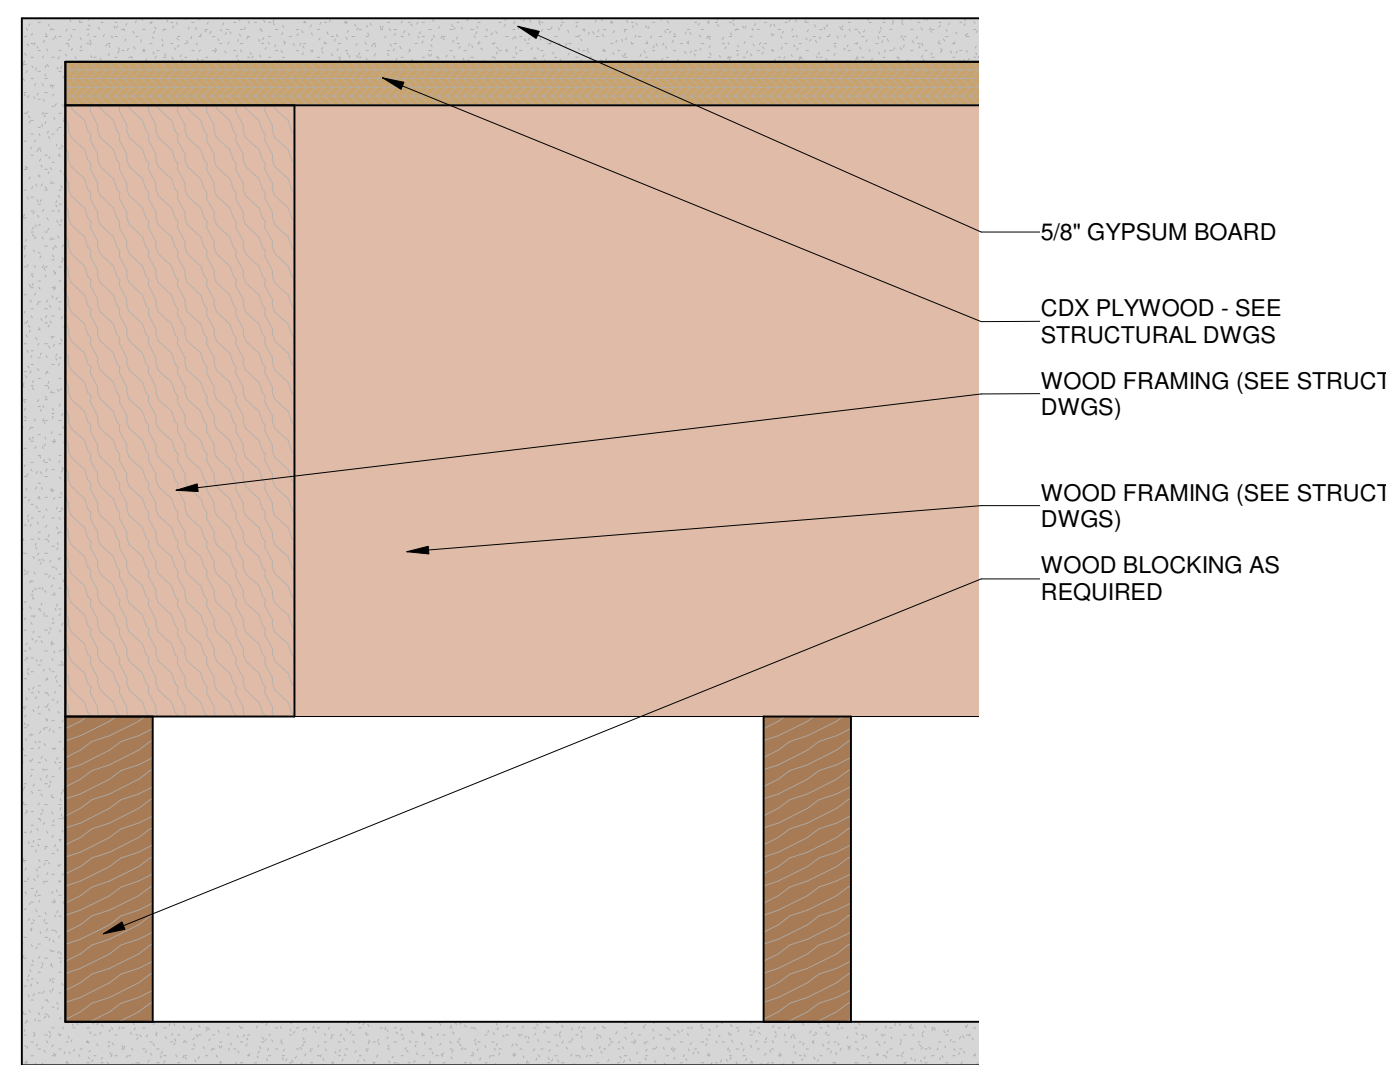 5/8" GYPSUM BOARD
CDX PLYWOOD - SEE
STRUCTURAL DWGS
WOOD FRAMING (SEE STRUCT
DWGS)
WOOD FRAMING (SEE STRUCT
DWGS)
WOOD BLOCKING AS
REQUIRED